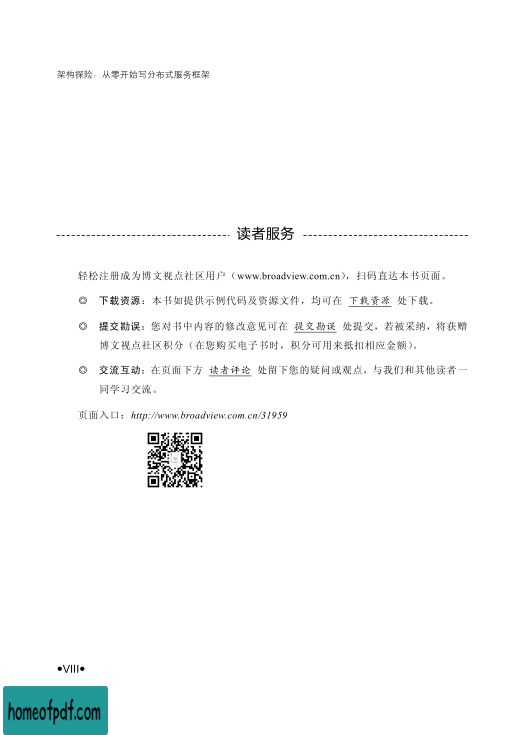 架构探险：从零开始写分布式服务框架
读者服务
轻松注册成为博文视点社区用户（www.broadview.com.cn），扫码直达本书页面。
◎ 下载资源：本书如提供示例代码及资源文件，均可在 下载资源 处下载。
◎ 提交勘误：您对书中内容的修改意见可在 提交勘误 处提交，若被采纳，将获赠
博文视点社区积分（在您购买电子书时，积分可用来抵扣相应金额）。
◎ 交流互动：在页面下方 读者评论 处留下您的疑问或观点，与我们和其他读者一
同学习交流。
页面入口：http://www.broadview.com.cn/31959
●VIII●
homeofpdf.com